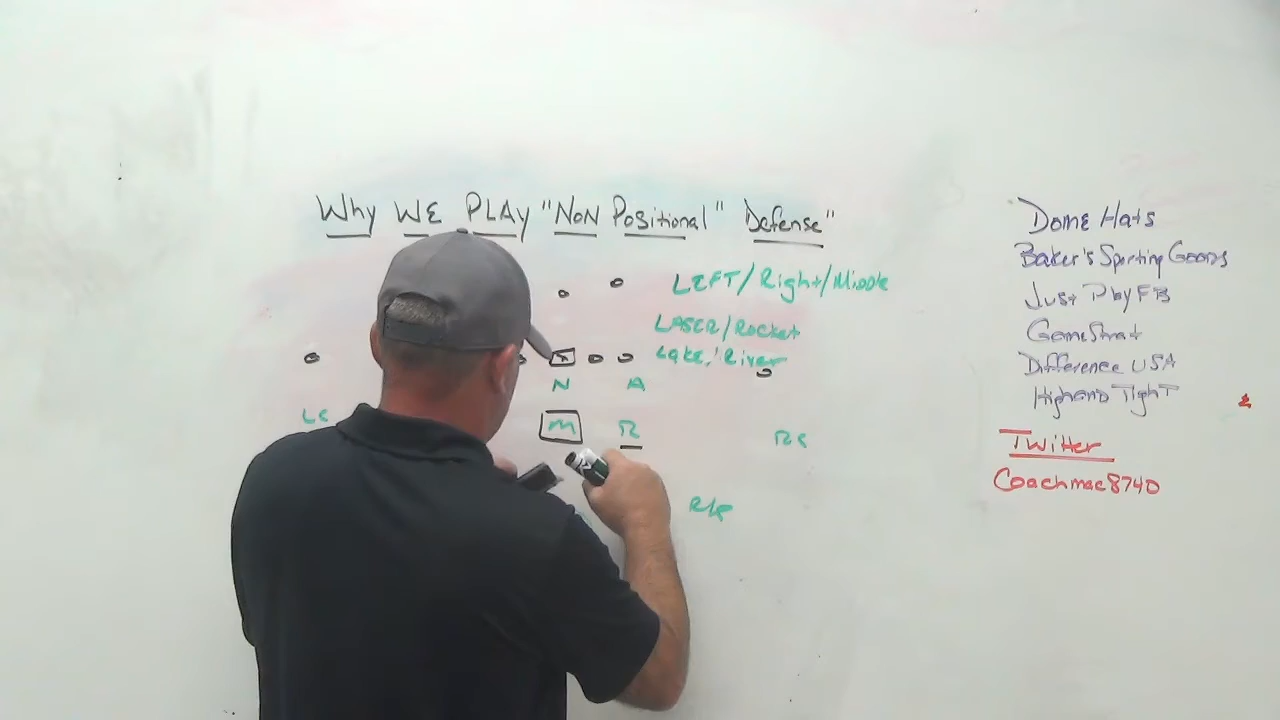 Why WE PLAy "NoN Positional" Defense"
LEFT/Right/Middle
LASER/Rocket
Lake/River
N A
LC
M R
RC
R/S
Dome Hats
Baker's Sporting Goods
Just Play FB
GameStrat
Difference USA
High and TighT
Twitter
Coachmac8740